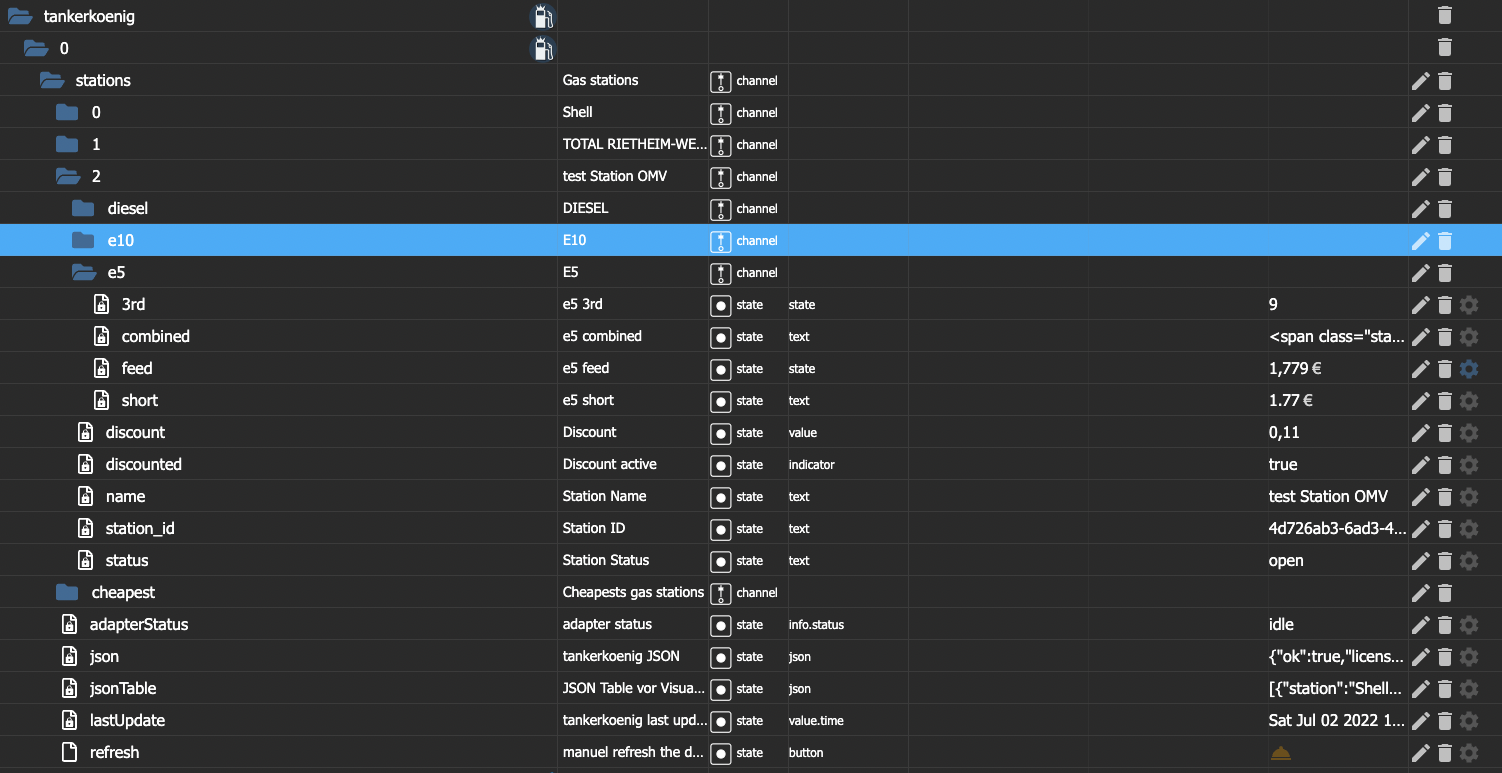 tankerkoenig
0
stations Gas stations channel
0 Shell channel
1 TOTAL RIETHEIM-WE... channel
2 test Station OMV channel
diesel DIESEL channel
e10 E10 channel
e5 E5 channel
3rd e5 3rd state state 9
combined e5 combined state text <span class="sta...
feed e5 feed state state 1,779 €
short e5 short state text 1.77 €
discount Discount state value 0,11
discounted Discount active state indicator true
name Station Name state text test Station OMV
station_id Station ID state text 4d726ab3-6ad3-4...
status Station Status state text open
cheapest Cheapests gas stations channel
adapterStatus adapter status state info.status idle
json tankerkoenig JSON state json {"ok":true,"licens...
jsonTable JSON Table vor Visua... state json [{"station":"Shell...
lastUpdate tankerkoenig last upd... state value.time Sat Jul 02 2022 1...
refresh manuel refresh the d... state button